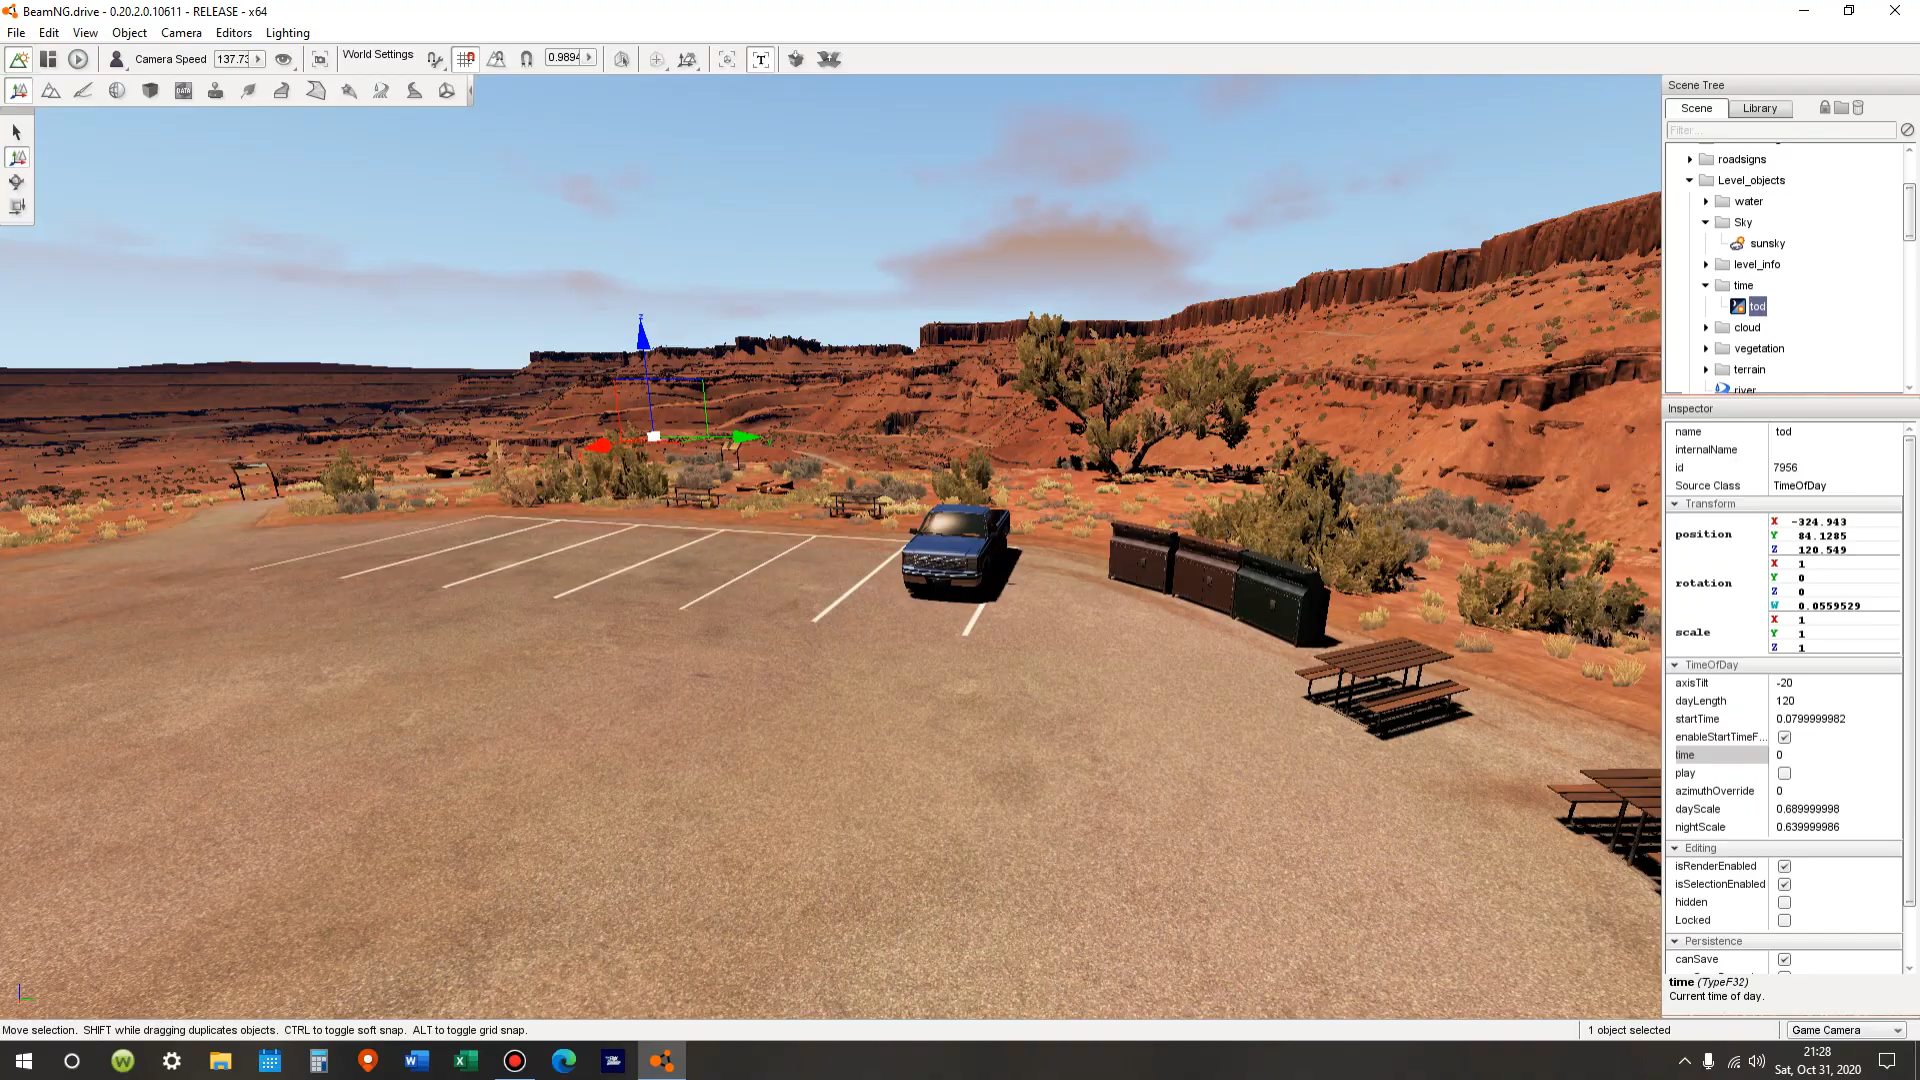 BeamNG.drive - 0.20.2.0.10611 - RELEASE - x64
File Edit View Object Camera Editors Lighting
Camera Speed 137.73 World Settings 0.9894 T
DATA
Scene Tree
Scene Library
Filter...
roadsigns
Level_objects
water
Sky
sunsky
level_info
time
tod
cloud
vegetation
terrain
river
Inspector
name tod
internalName
id 7956
Source Class TimeOfDay
Transform
position X -324.943
Y 84.1285
Z 120.549
rotation X 1
Y 0
Z 0
W 0.0559529
scale X 1
Y 1
Z 1
TimeOfDay
axisTilt -20
dayLength 120
startTime 0.0799999982
enableStartTimeF...
time 0
play
azimuthOverride 0
dayScale 0.689999998
nightScale 0.639999986
Editing
isRenderEnabled
isSelectionEnabled
hidden
Locked
Persistence
canSave
time (TypeF32)
Current time of day.
z
Move selection. SHIFT while dragging duplicates objects. CTRL to toggle soft snap. ALT to toggle grid snap.
1 object selected Game Camera
21:28
Sat, Oct 31, 2020